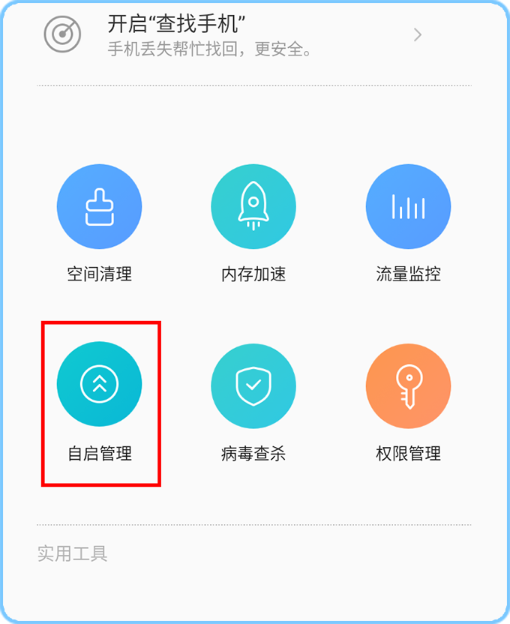 开启“查找手机”
手机丢失帮忙找回，更安全。
空间清理 内存加速 流量监控
自启管理 病毒查杀 权限管理
实用工具